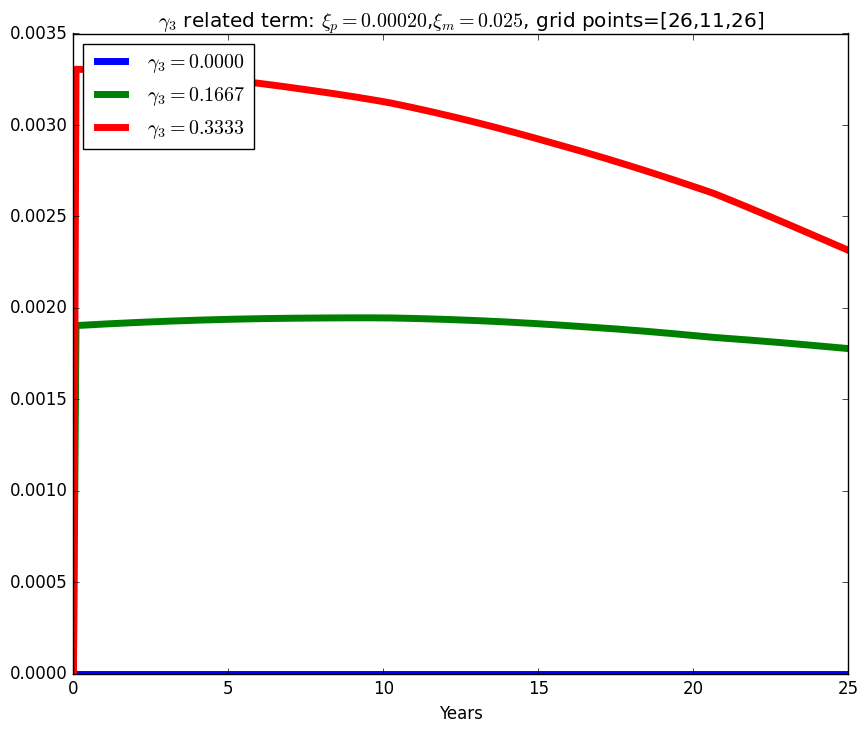 γ₃ related term: ξₚ = 0.00020,ξₘ = 0.025, grid points=[26,11,26]
γ₃ = 0.0000
γ₃ = 0.1667
γ₃ = 0.3333
0.0035
0.0030
0.0025
0.0020
0.0015
0.0010
0.0005
0.0000
0 5 10 15 20 25
Years